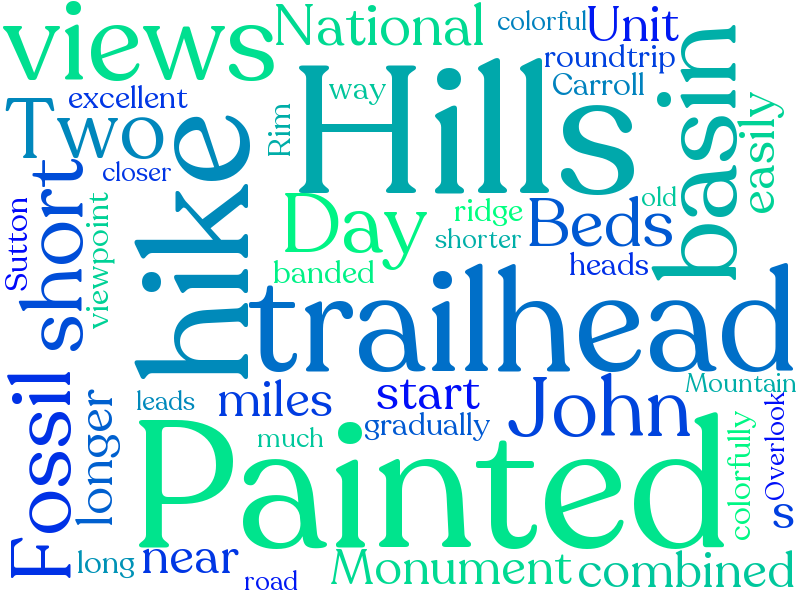 views
National
colorful
Unit
roundtrip
Carroll
basin
easily
excellent
Two
closer
way
Rim
Hills
hike
short
Sutton
viewpoint
Day
ridge
shorter
Beds
old
heads
banded
trailhead
Fossil
longer
leads
miles
start
John
Mountain
gradually
much
Overlook
s
colorfully
Painted
long
near
road
Monument
combined